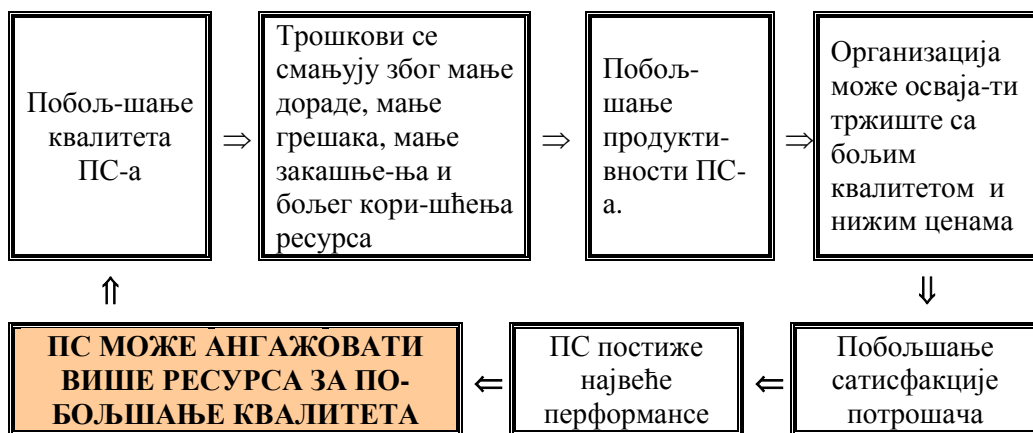 Побољ-шање
квалитета
ПС-а
⇒
Трошкови се
смањују због мање
дораде, мање
грешака, мање
закашње-ња и
бољег кори-шћења
ресурса
⇒
Побољ-
шање
продукти-
вности ПС-
а.
⇒
Организација
може осваја-ти
тржиште са
бољим
квалитетом и
нижим ценама
⇑
⇓
ПС МОЖЕ АНГАЖОВАТИ
ВИШЕ РЕСУРСА ЗА ПО-
БОЉШАЊЕ КВАЛИТЕТА
⇐
ПС постиже
највеће
перформансе
⇐
Побољшање
сатисфакције
потрошача